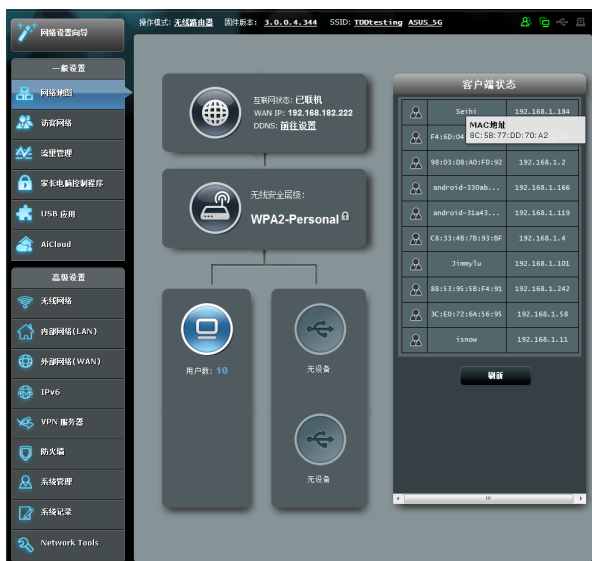 网络设置向导
操作模式: 无线路由器 固件版本: 3.0.0.4.344 SSID: TDDtesting ASUS_5G
一般设置
网络地图
访客网络
流量管理
家长电脑控制程序
USB 应用
AiCloud
高级设置
无线网络
内部网络(LAN)
外部网络(WAN)
IPv6
VPN 服务器
防火墙
系统管理
系统记录
Network Tools
互联网状态: 已联机
WAN IP: 192.168.182.222
DDNS: 前往设置
无线安全层级:
WPA2-Personal
用户数: 10
无设备
无设备
客户端状态
Seihi 192.168.1.184
MAC地址
8C:58:77:DD:70:A2
F4:6D:04
98:03:D8:A0:FD:92 192.168.1.2
android-330ab... 192.168.1.166
android-31a43... 192.168.1.119
C8:33:4B:7B:93:BF 192.168.1.4
Jimmylu 192.168.1.101
88:53:95:5B:F4:91 192.168.1.242
3C:E0:72:6A:56:95 192.168.1.58
isnow 192.168.1.11
刷新